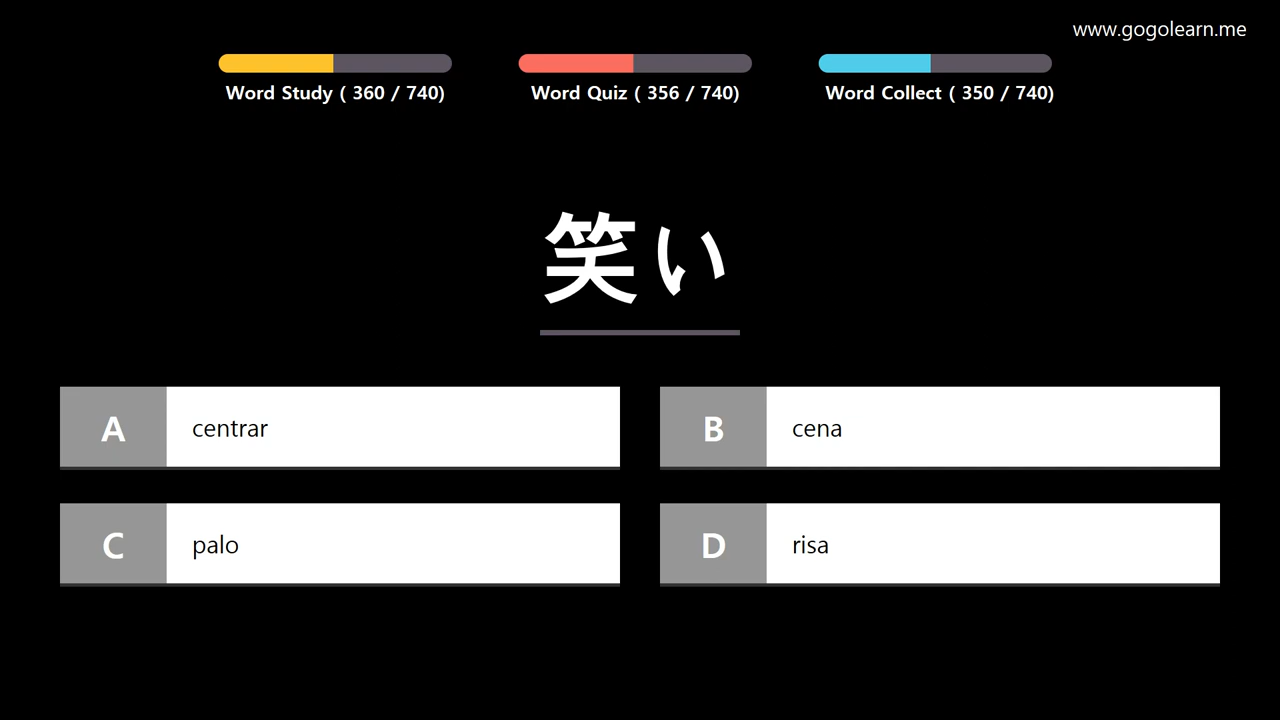 www.gogolearn.me
Word Study ( 360 / 740)
Word Quiz ( 356 / 740)
Word Collect ( 350 / 740)
笑い
A centrar
B cena
C palo
D risa